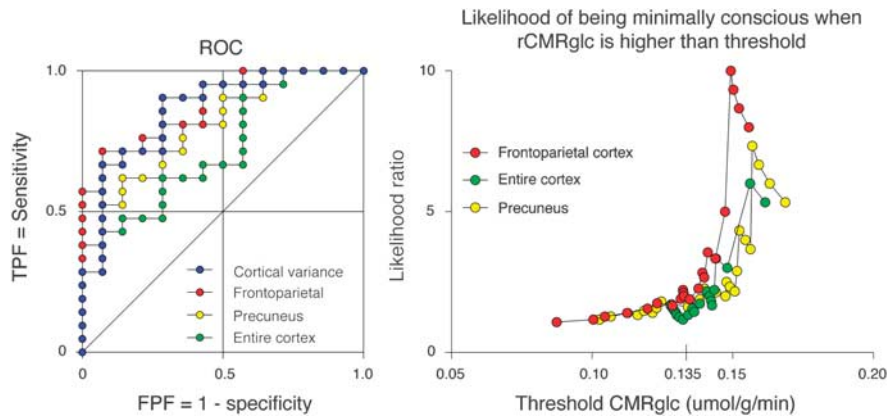 ROC
TPF = Sensitivity
1.0
0.5
0
Cortical variance
Frontoparietal
Precuneus
Entire cortex
0
0.5
1.0
FPF = 1 - specificity
Likelihood of being minimally conscious when
rCMRglc is higher than threshold
Likelihood ratio
10
5
0
Frontoparietal cortex
Entire cortex
Precuneus
0.05
0.10
0.135
0.15
0.20
Threshold CMRglc (umol/g/min)